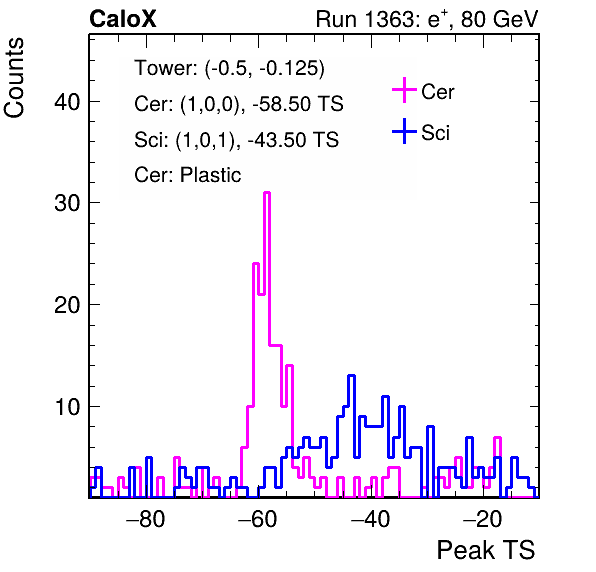 CaloX Run 1363: e⁺, 80 GeV
Counts
Tower: (-0.5, -0.125)
Cer: (1,0,0), -58.50 TS
Sci: (1,0,1), -43.50 TS
Cer: Plastic
Cer
Sci
40
30
20
10
−80 −60 −40 −20
Peak TS